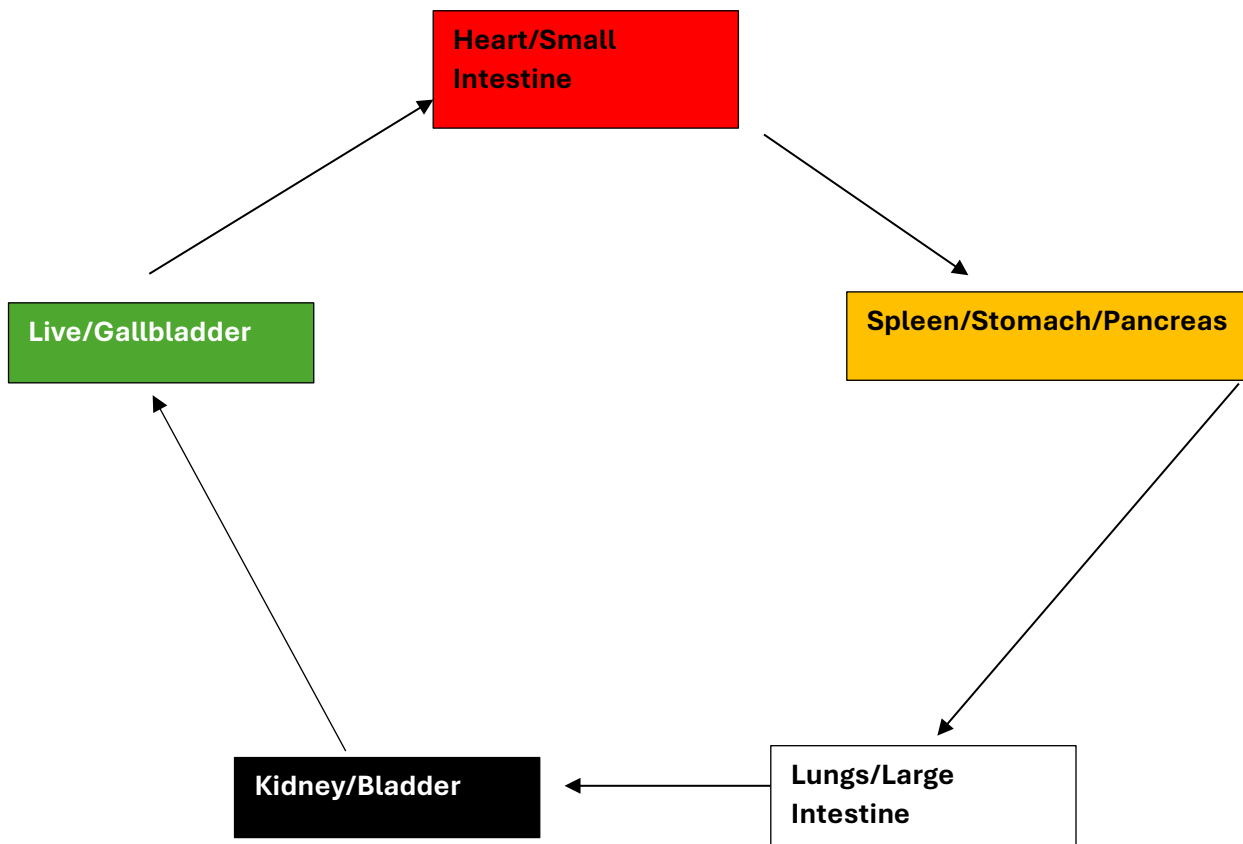 Heart/Small
Intestine
Live/Gallbladder
Spleen/Stomach/Pancreas
Kidney/Bladder
Lungs/Large
Intestine